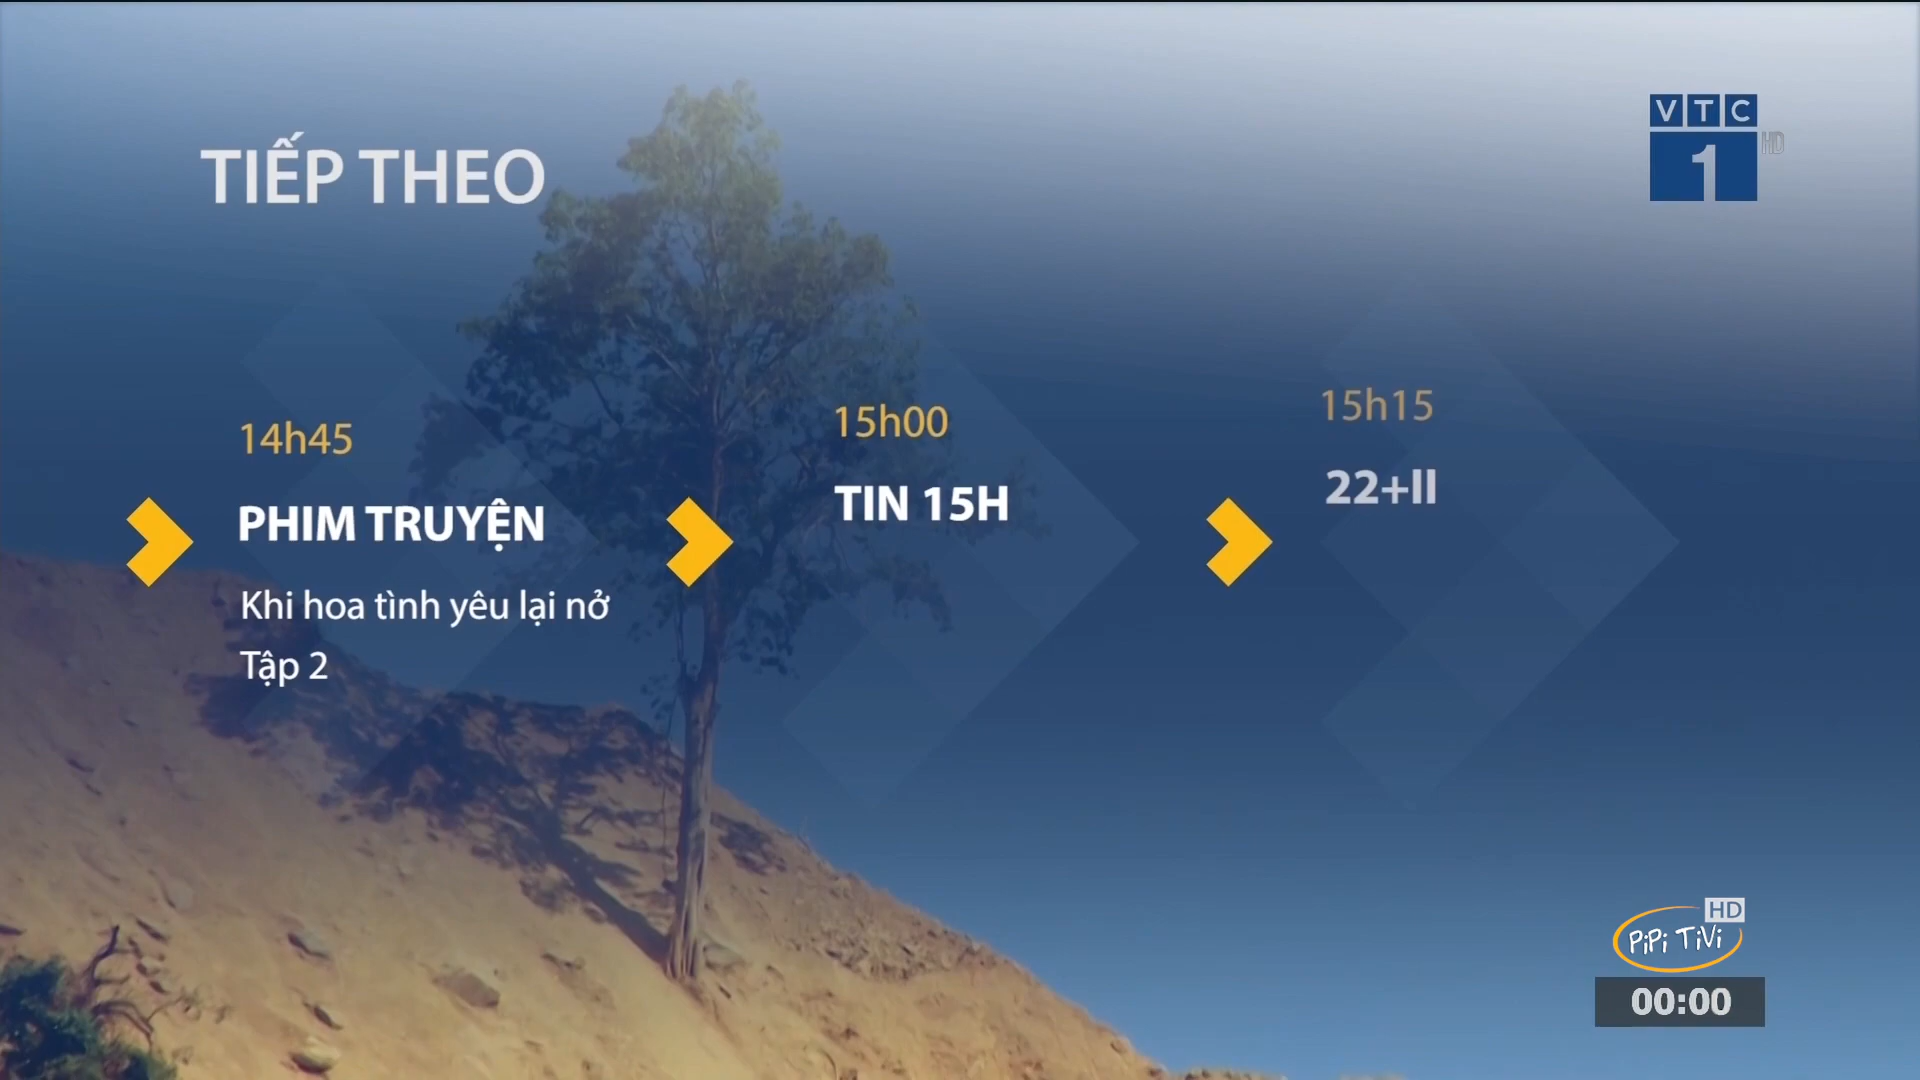 TIẾP THEO
VTC
1
HD
14h45
PHIM TRUYỆN
Khi hoa tình yêu lại nở
Tập 2
15h00
TIN 15H
15h15
22+ll
HD
PiPi TiVi
00:00